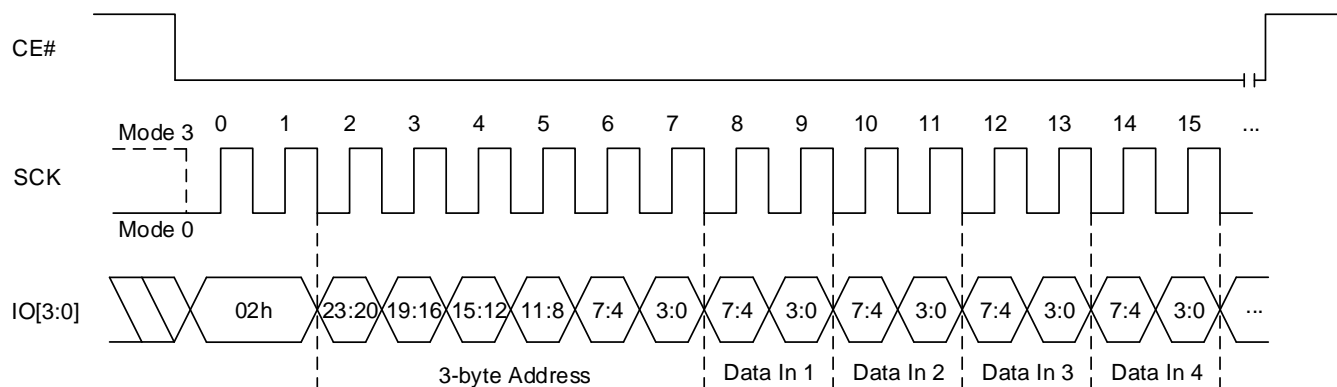 CE#
0 1 2 3 4 5 6 7 8 9 10 11 12 13 14 15 ...
Mode 3
SCK
Mode 0
IO[3:0] 02h 23:20 19:16 15:12 11:8 7:4 3:0 7:4 3:0 7:4 3:0 7:4 3:0 7:4 3:0 ...
3-byte Address Data In 1 Data In 2 Data In 3 Data In 4